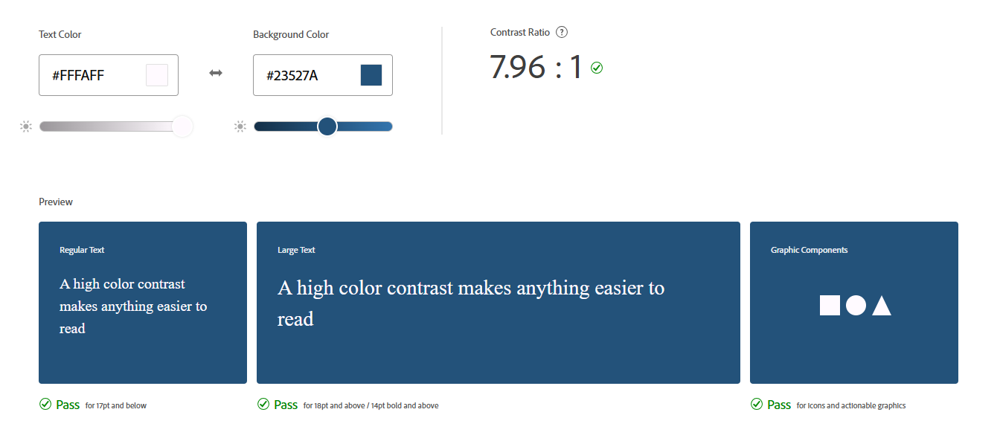 Text Color
Background Color
Contrast Ratio ?
#FFFAFF
#23527A
7.96 : 1
Preview
Regular Text
A high color contrast
makes anything easier to
read
Large Text
A high color contrast makes anything easier to
read
Graphic Components
Pass for 17pt and below
Pass for 18pt and above / 14pt bold and above
Pass for icons and actionable graphics